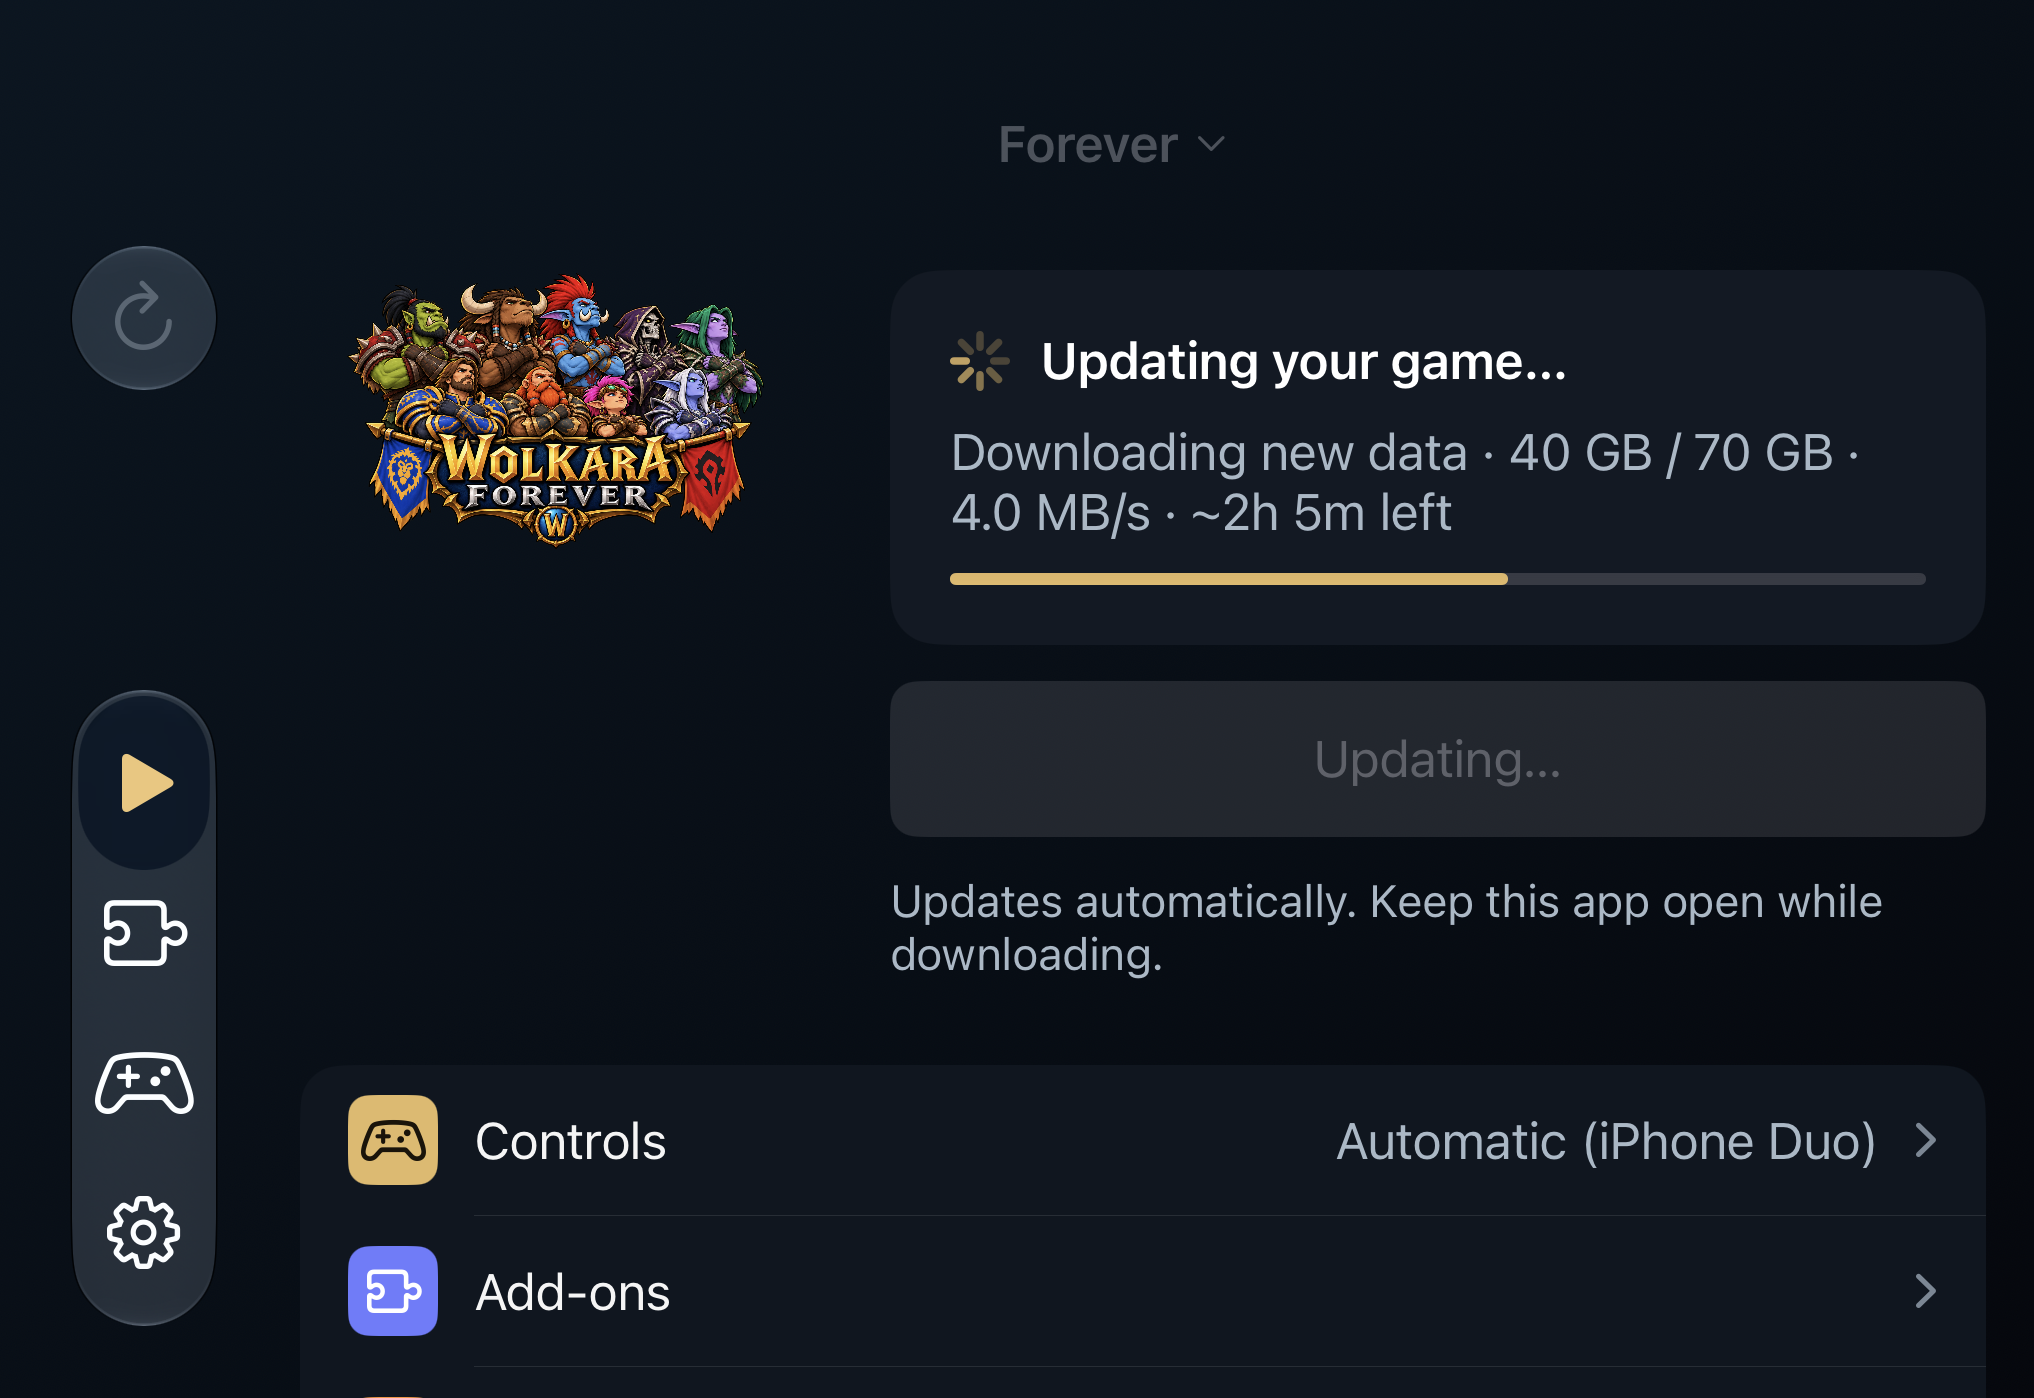 Forever
WOLKARA
FOREVER
W
Updating your game...
Downloading new data · 40 GB / 70 GB ·
4.0 MB/s · ~2h 5m left
Updating...
Updates automatically. Keep this app open while
downloading.
Controls
Automatic (iPhone Duo)
Add-ons